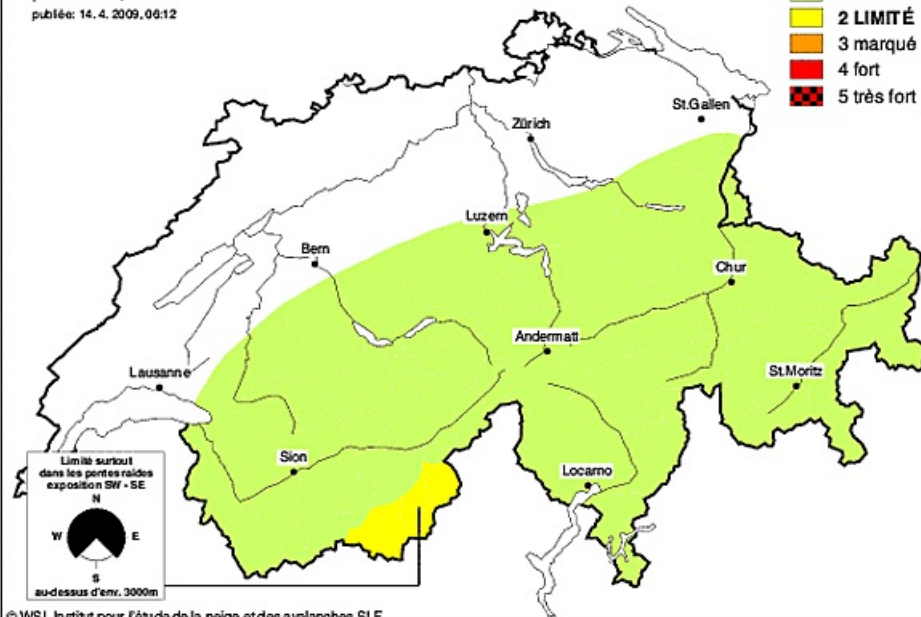 publiée: 14. 4. 2009, 06:12
2 LIMITÉ
3 marqué
4 fort
5 très fort
St.Gallen
Zürich
Luzern
Bern
Chur
Andermatt
Lausanne
St.Moritz
Sion
Locarno
Limité surtout
dans les pentes raides
exposition SW - SE
N
W E
S
au-dessus d'env. 3000m
© WSL Institut pour l'étude de la neige et des avalanches SLF